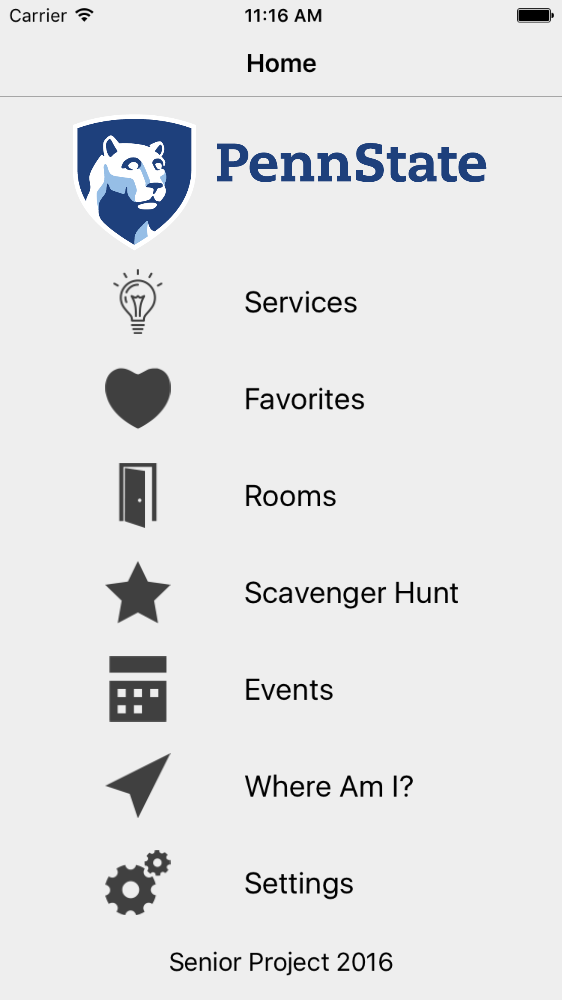 Carrier 11:16 AM
Home
PennState
Services
Favorites
Rooms
Scavenger Hunt
Events
Where Am I?
Settings
Senior Project 2016